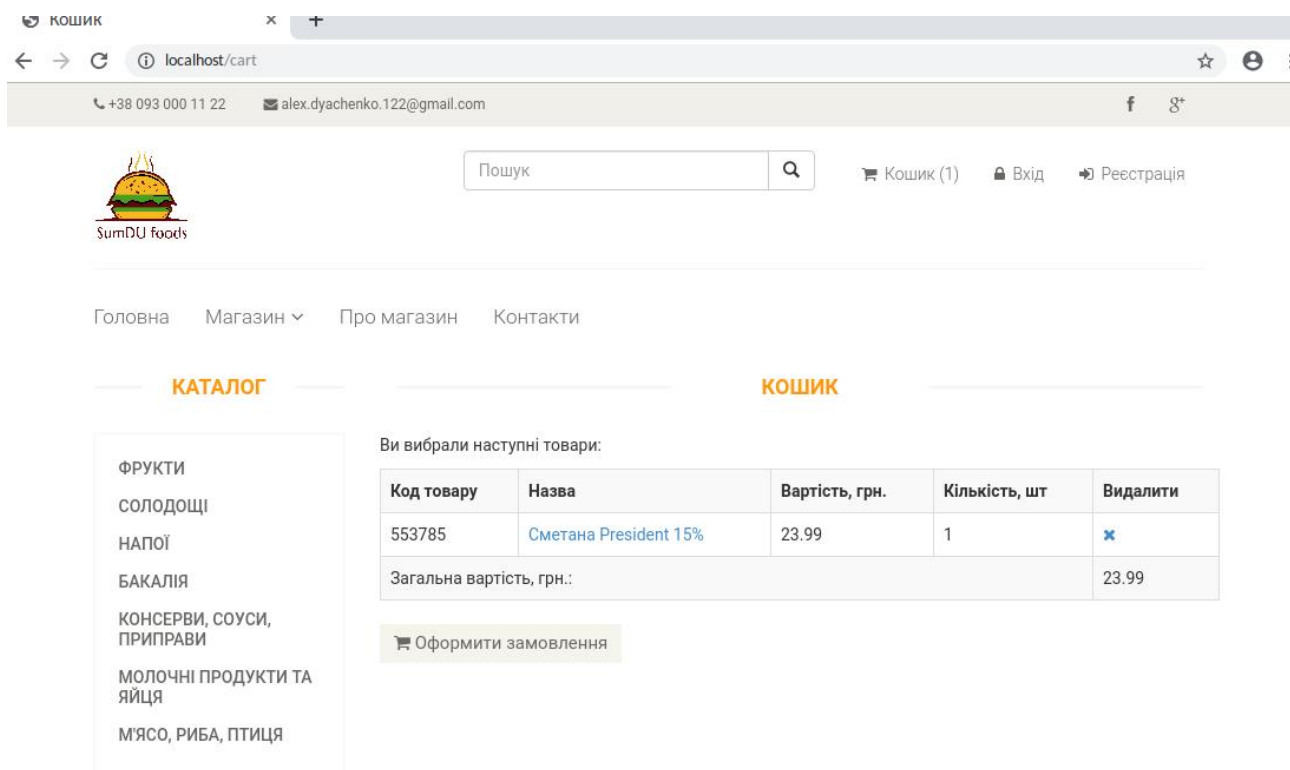 Кошик
localhost/cart
+38 093 000 11 22 alex.dyachenko.122@gmail.com f g+
Пошук Кошик (1) Вхід Реєстрація
SumDU foods
Головна Магазин Про магазин Контакти
КАТАЛОГ
ФРУКТИ
СОЛОДОЩІ
НАПОЇ
БАКАЛІЯ
КОНСЕРВИ, СОУСИ,
ПРИПРАВИ
МОЛОЧНІ ПРОДУКТИ ТА
ЯЙЦЯ
М'ЯСО, РИБА, ПТИЦЯ
КОШИК
Ви вибрали наступні товари:
Код товару Назва Вартість, грн. Кількість, шт Видалити
553785 Сметана President 15% 23.99 1
Загальна вартість, грн.: 23.99
Оформити замовлення